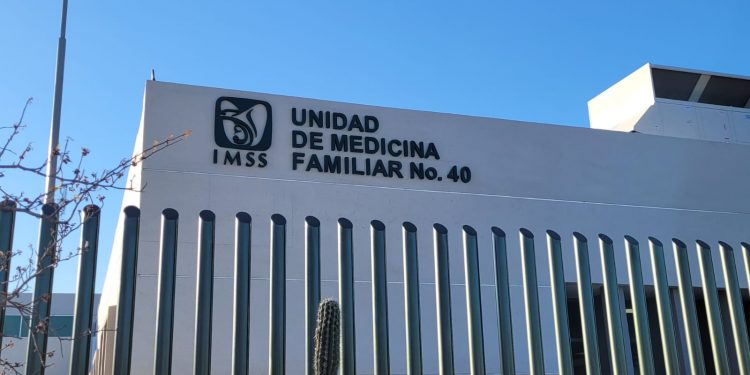 IMSS
UNIDAD
DE MEDICINA
FAMILIAR No. 40